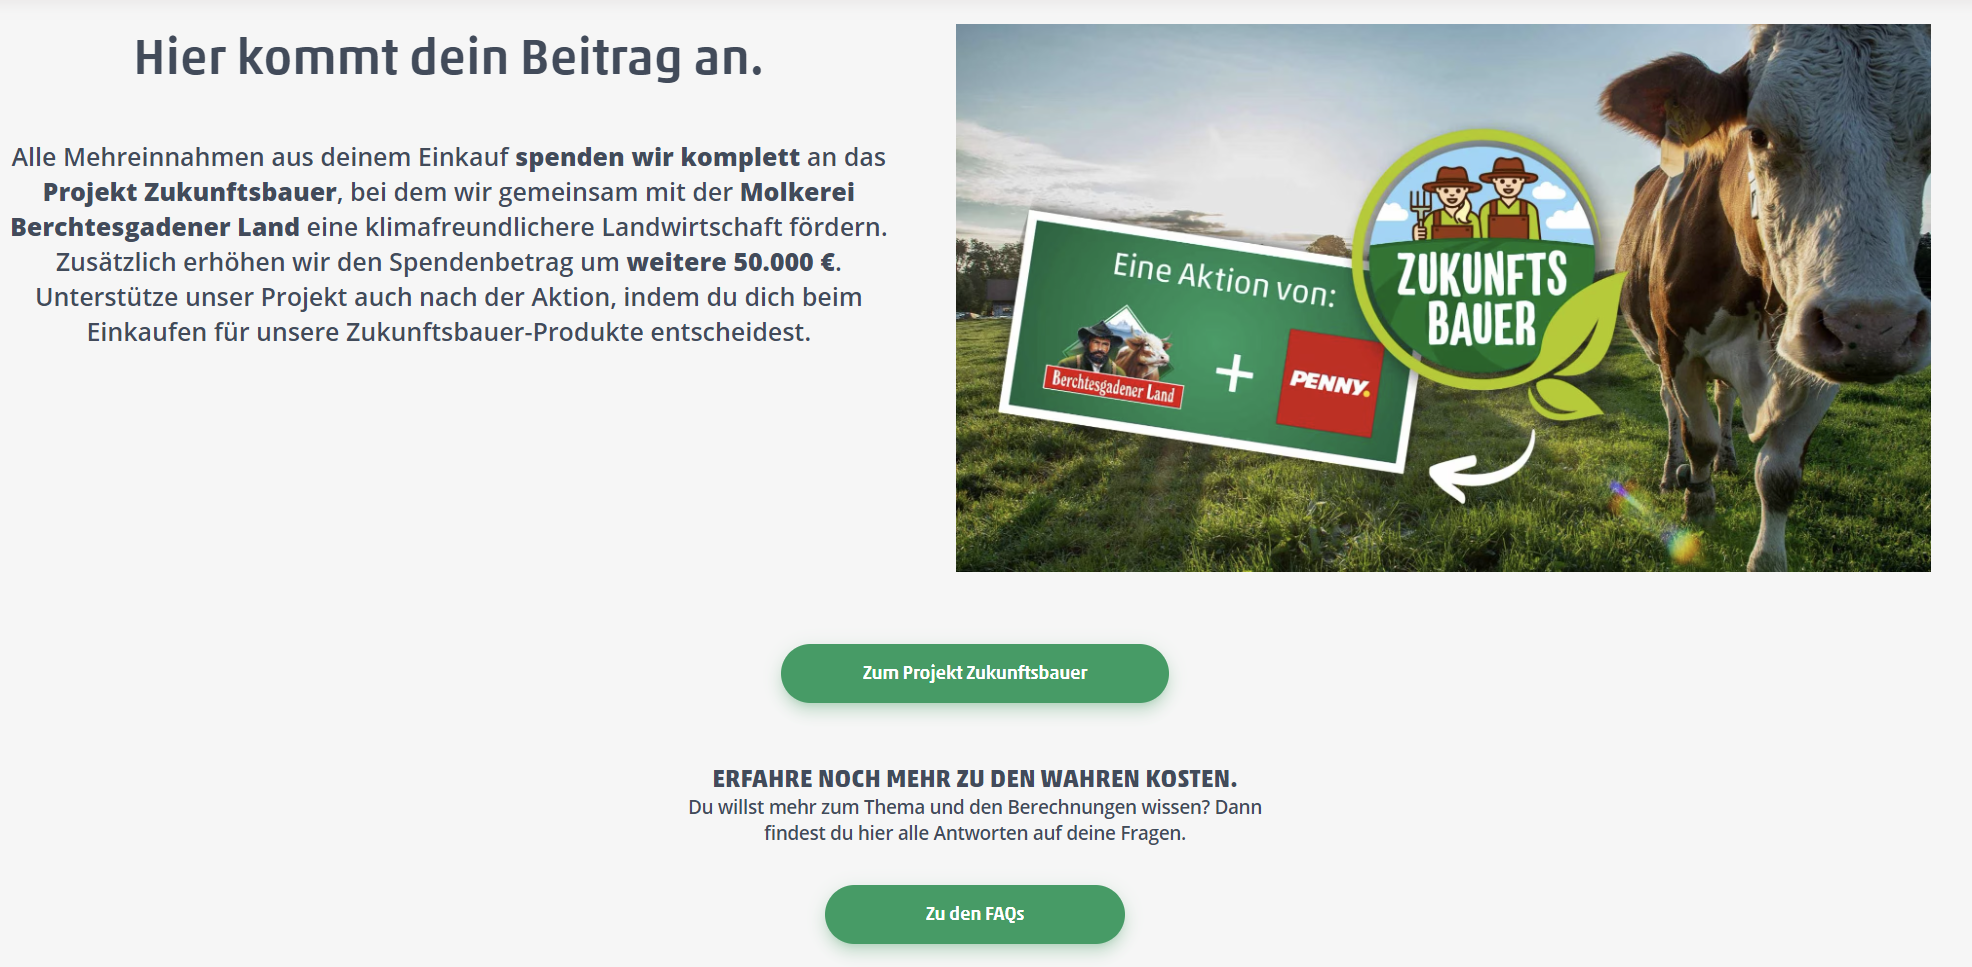 Hier kommt dein Beitrag an.
Alle Mehreinnahmen aus deinem Einkauf spenden wir komplett an das
Projekt Zukunftsbauer, bei dem wir gemeinsam mit der Molkerei
Berchtesgadener Land eine klimafreundlichere Landwirtschaft fördern.
Zusätzlich erhöhen wir den Spendenbetrag um weitere 50.000 €.
Unterstütze unser Projekt auch nach der Aktion, indem du dich beim
Einkaufen für unsere Zukunftsbauer-Produkte entscheidest.
Eine Aktion von:
Berchtesgadener Land
+
PENNY.
ZUKUNFTS
BAUER
Zum Projekt Zukunftsbauer
ERFAHRE NOCH MEHR ZU DEN WAHREN KOSTEN.
Du willst mehr zum Thema und den Berechnungen wissen? Dann
findest du hier alle Antworten auf deine Fragen.
Zu den FAQs